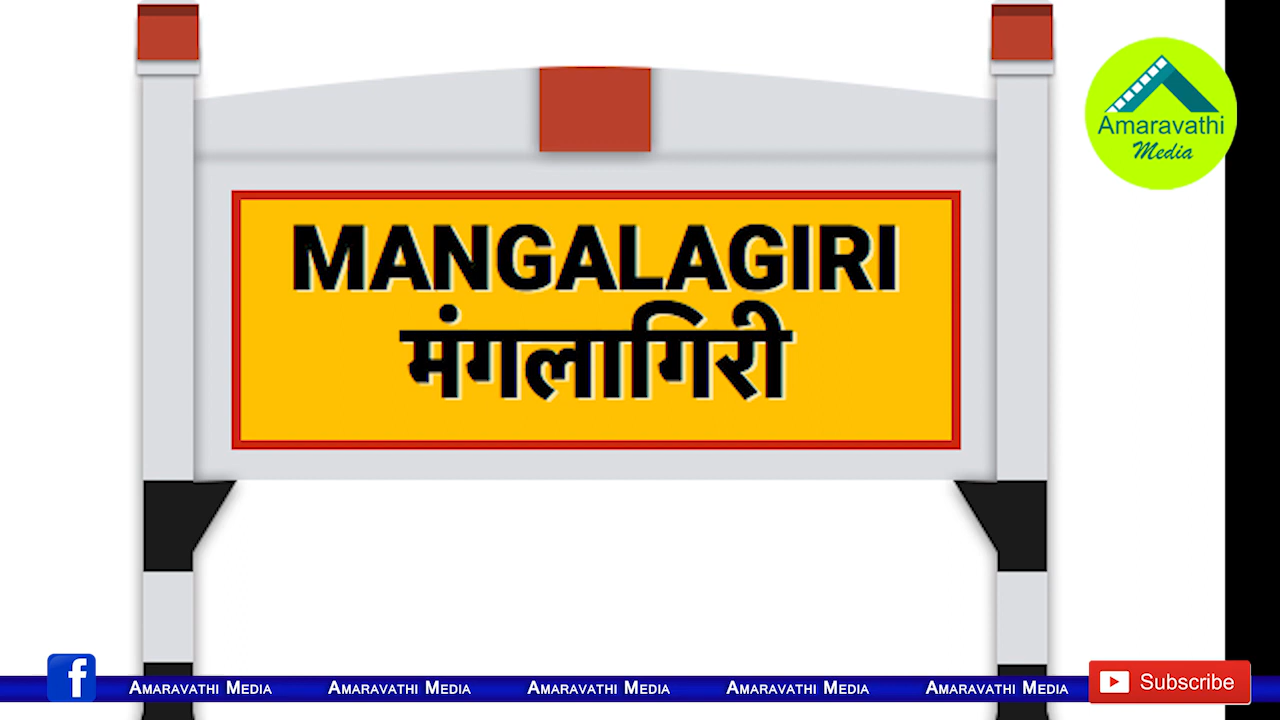 Amaravathi
Media
MANGALAGIRI
मंगलागिरी
f
Amaravathi Media Amaravathi Media Amaravathi Media Amaravathi Media Amaravathi Media
Subscribe